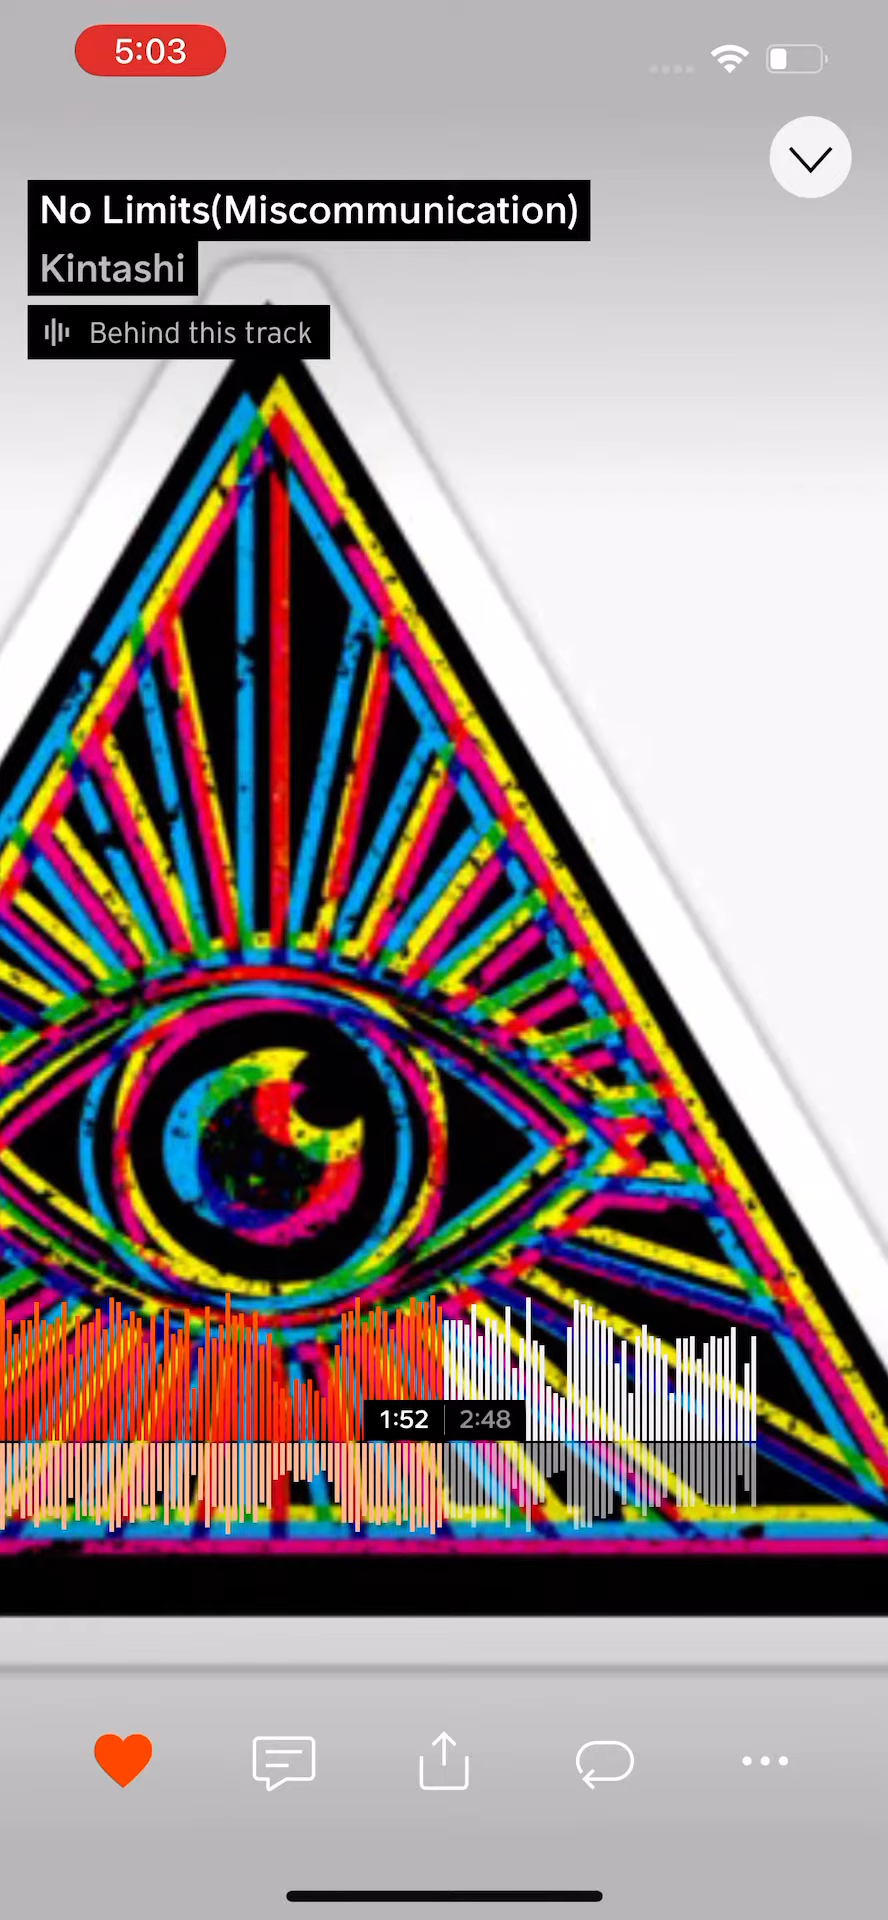 5:03
No Limits(Miscommunication)
Kintashi
Behind this track
1:52 2:48